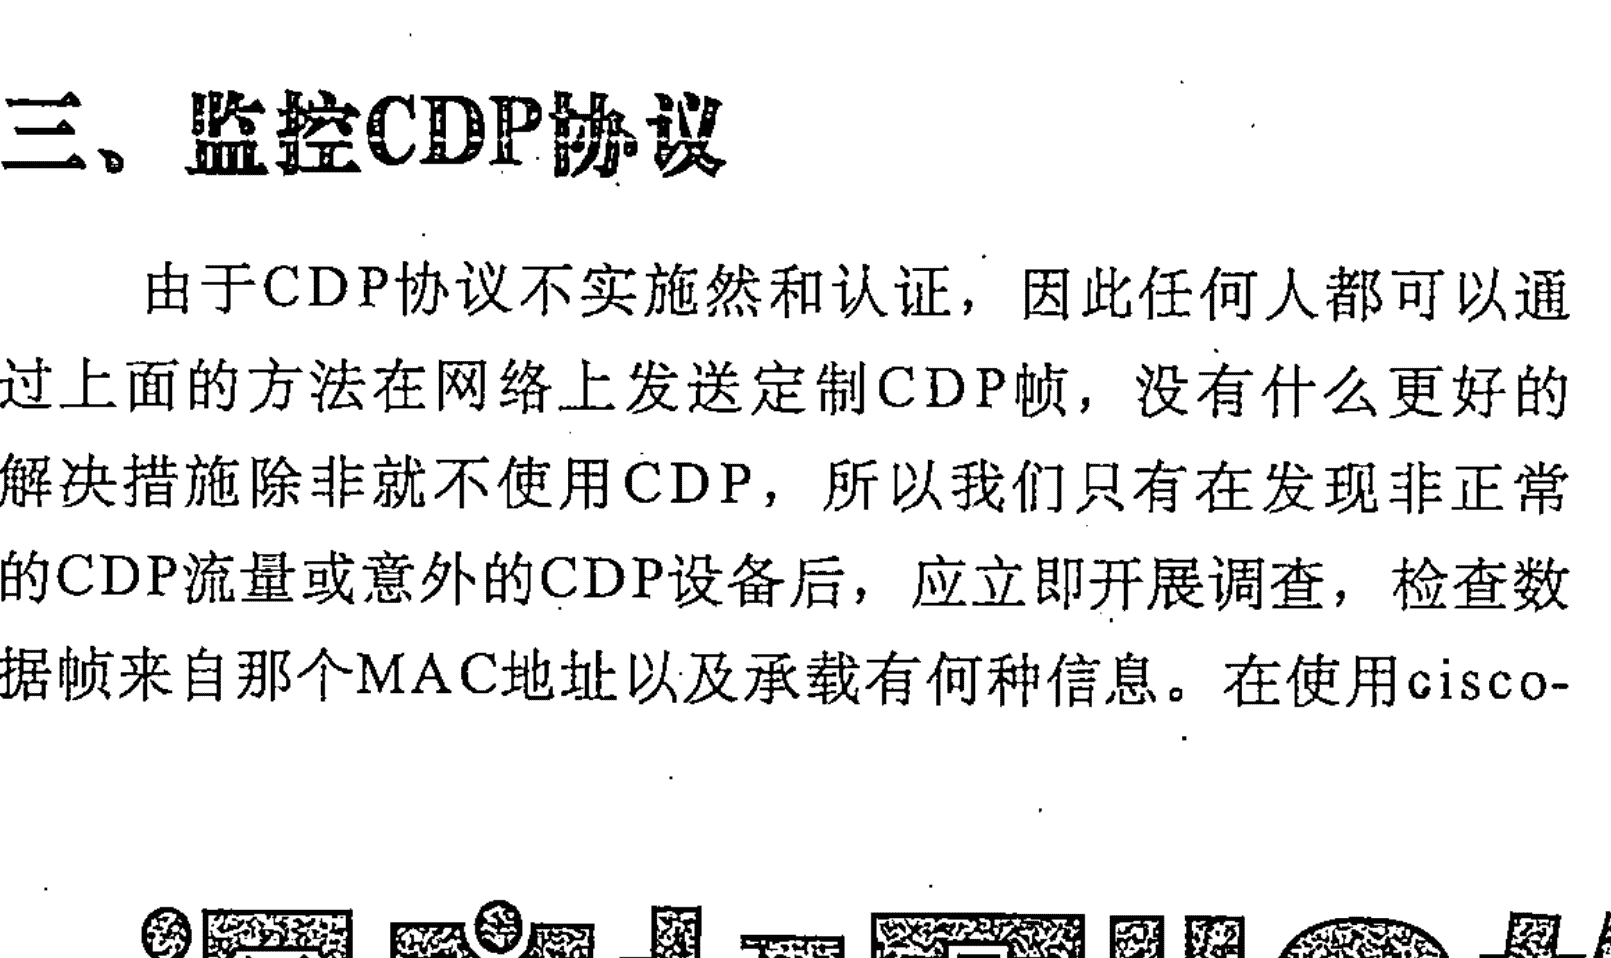 三、监控CDP协议
由于CDP协议不实施然和认证，因此任何人都可以通
过上面的方法在网络上发送定制CDP帧，没有什么更好的
解决措施除非就不使用CDP，所以我们只有在发现非正常
的CDP流量或意外的CDP设备后，应立即开展调查，检查数
据帧来自那个MAC地址以及承载有何种信息。在使用cisco-